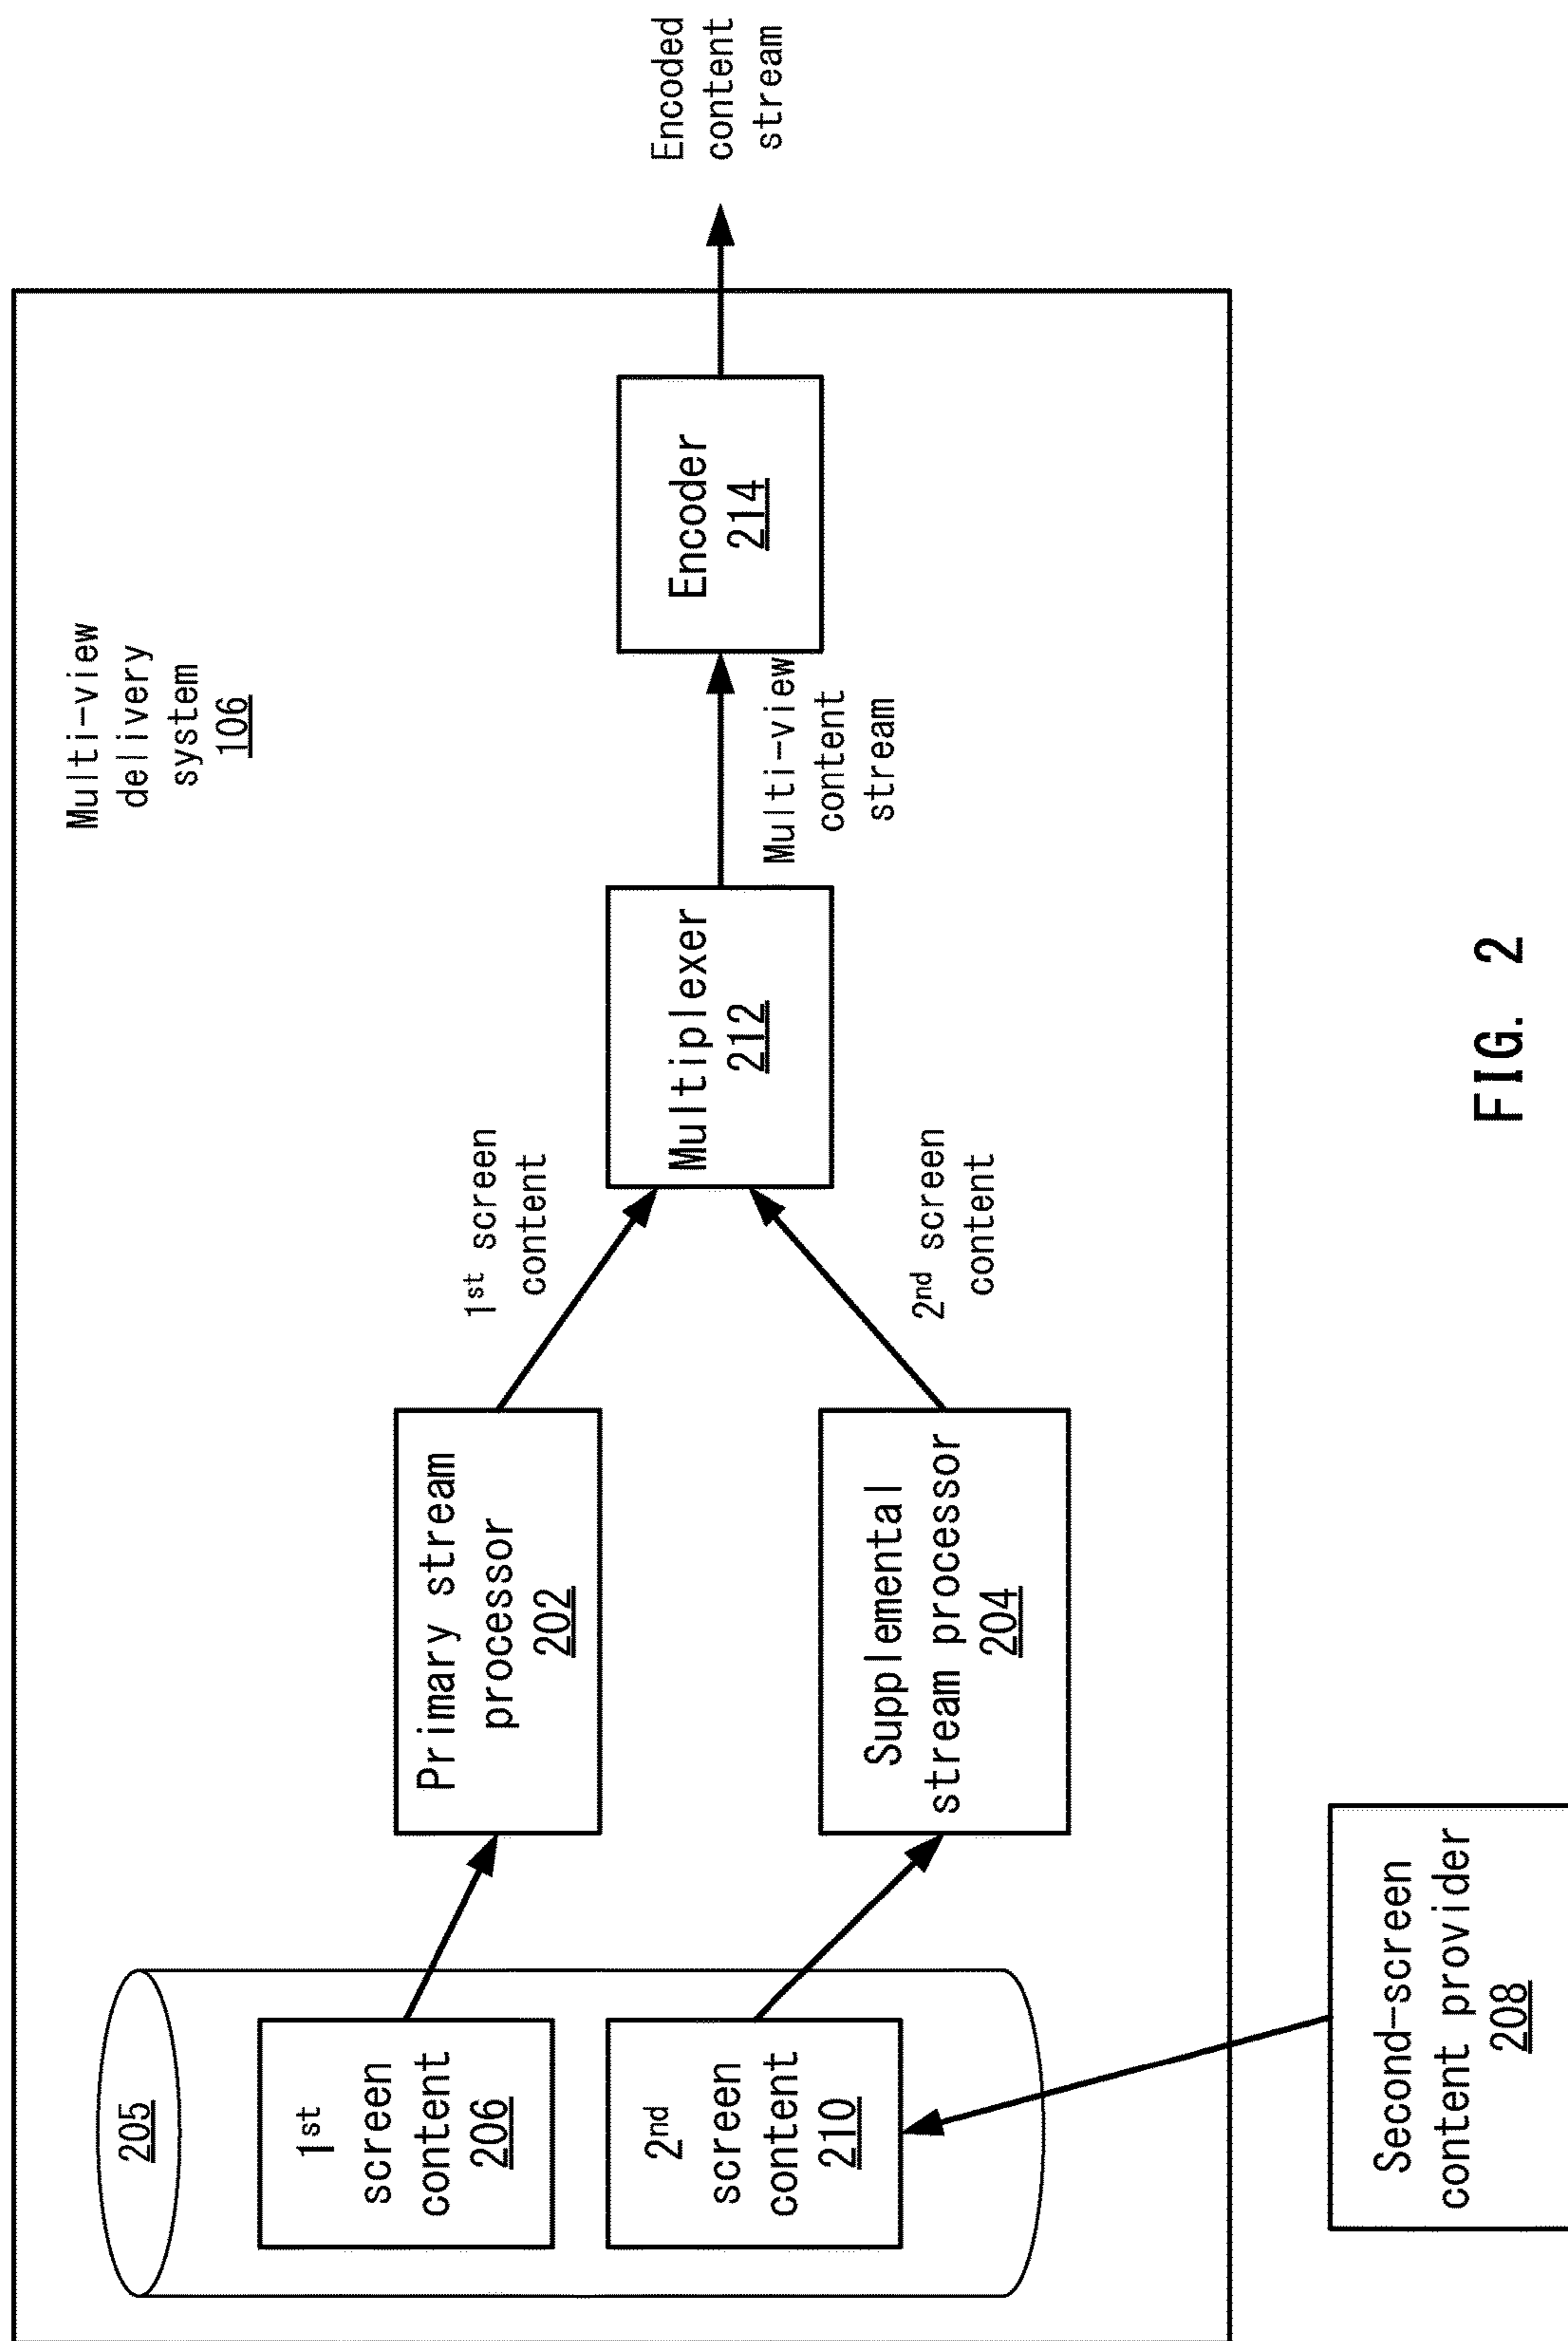 Multi-view
delivery
system
106
205
1st
screen
content
206
2nd
screen
content
210
Primary stream
processor
202
Supplemental
stream processor
204
1st screen
content
2nd screen
content
Multiplexer
212
Multi-view
content
stream
Encoder
214
Encoded
content
stream
Second-screen
content provider
208
FIG. 2